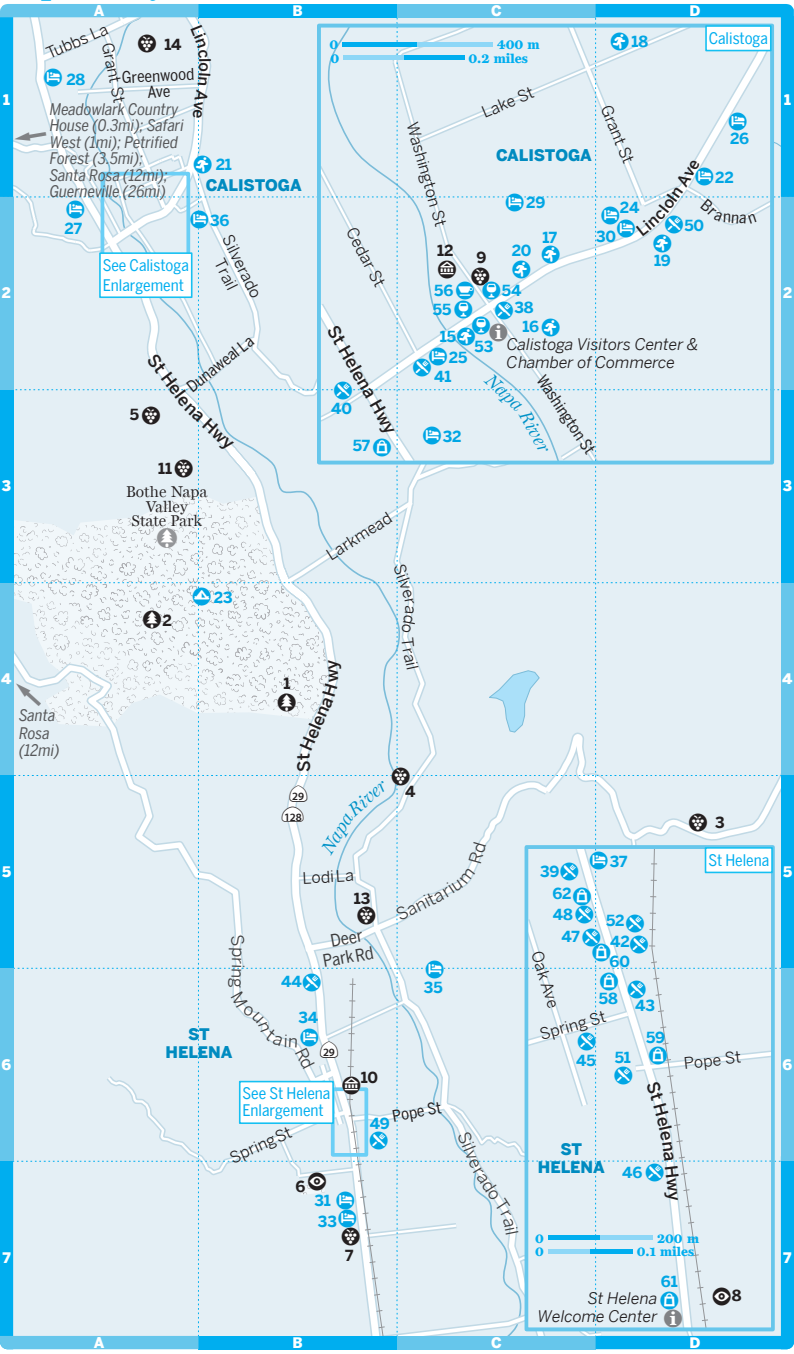 A
B
C
D
1
2
3
4
5
6
7
Tubbs La
Grant St
14
Lincloln Ave
28
Greenwood
Ave
Meadowlark Country
House (0.3mi); Safari
West (1mi); Petrified
Forest (3.5mi);
Santa Rosa (12mi);
Guerneville (26mi)
21
CALISTOGA
27
36
See Calistoga
Enlargement
Silverado
Trail
Dunaweal La
St Helena Hwy
5
11
Bothe Napa
Valley
State Park
Larkmead
23
2
Silverado Trail
1
St Helena Hwy
Santa
Rosa
(12mi)
29
128
Napa River
4
3
Lodi La
13
Sanitarium Rd
Deer
Park Rd
Spring Mountain Rd
44
35
34
ST
HELENA
29
10
See St Helena
Enlargement
Pope St
49
Spring St
Silverado Trail
6
31
33
7
Calistoga
0
400 m
0
0.2 miles
18
Lake St
Washington St
Grant St
CALISTOGA
26
22
Lincloln Ave
Brannan
29
24
30
50
19
Cedar St
12
9
20
17
56
54
55
38
15
53
16
Calistoga Visitors Center &
Chamber of Commerce
25
41
St Helena Hwy
40
Napa River
Washington St
57
32
St Helena
39
37
62
48
52
47
42
60
Oak Ave
58
43
Spring St
59
45
51
Pope St
St Helena Hwy
ST
HELENA
46
0
200 m
0
0.1 miles
61
St Helena
Welcome Center
8
A
B
C
D
1
2
3
4
5
6
7